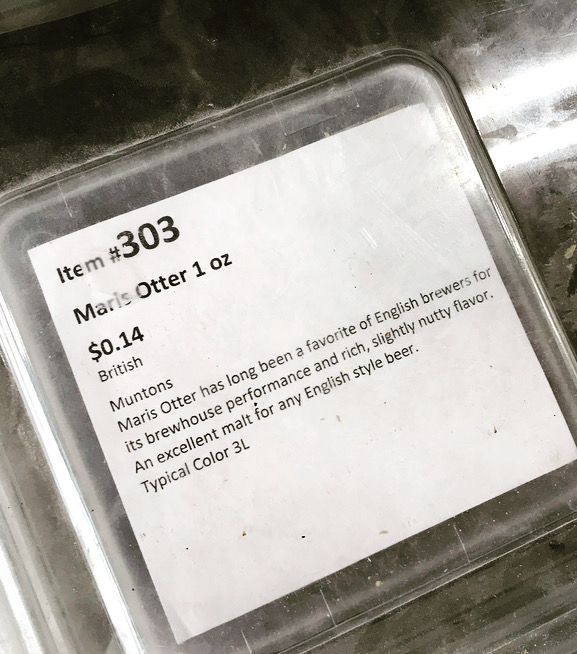 Item #303
Maris Otter 1 oz
$0.14
British
Muntons
Maris Otter has long been a favorite of English brewers for
its brewhouse performance and rich, slightly nutty flavor.
An excellent malt for any English style beer.
Typical Color 3L